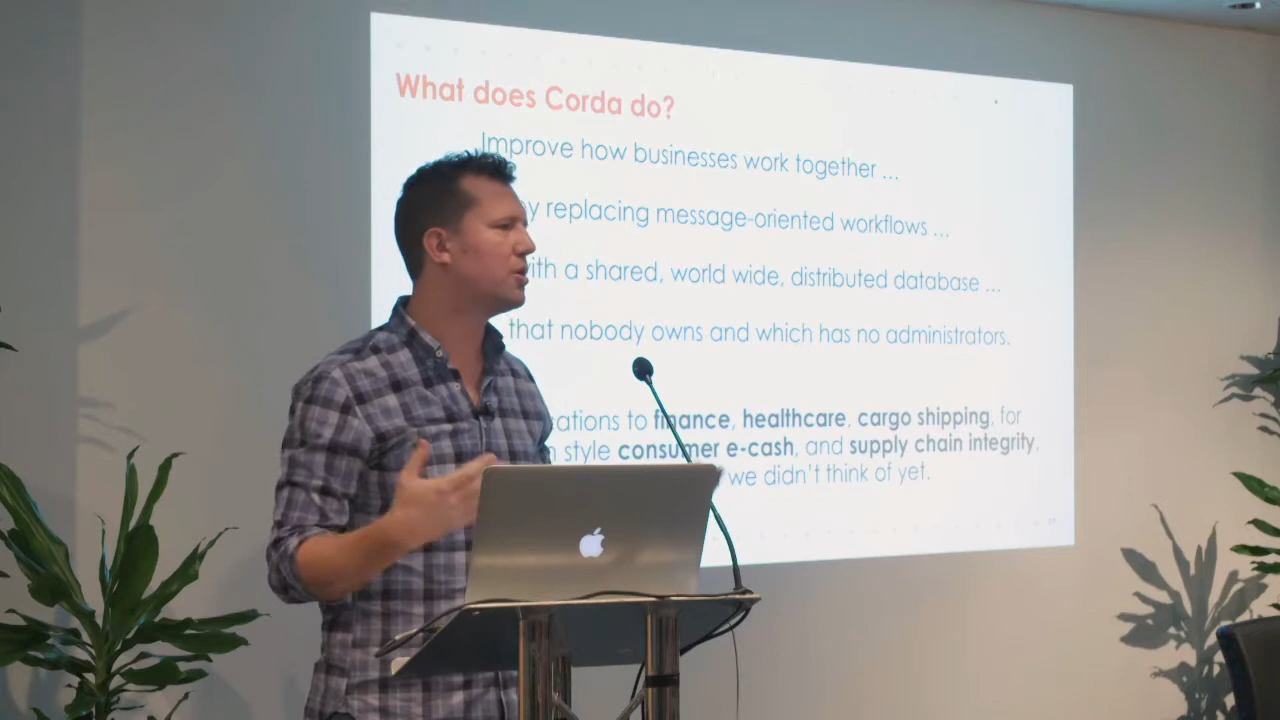 What does Corda do?
Improve how businesses work together ...
by replacing message-oriented workflows ...
with a shared, world wide, distributed database ...
that nobody owns and which has no administrators.
to finance, healthcare, cargo shipping, for
style consumer e-cash, and supply chain integrity.
we didn't think of yet.